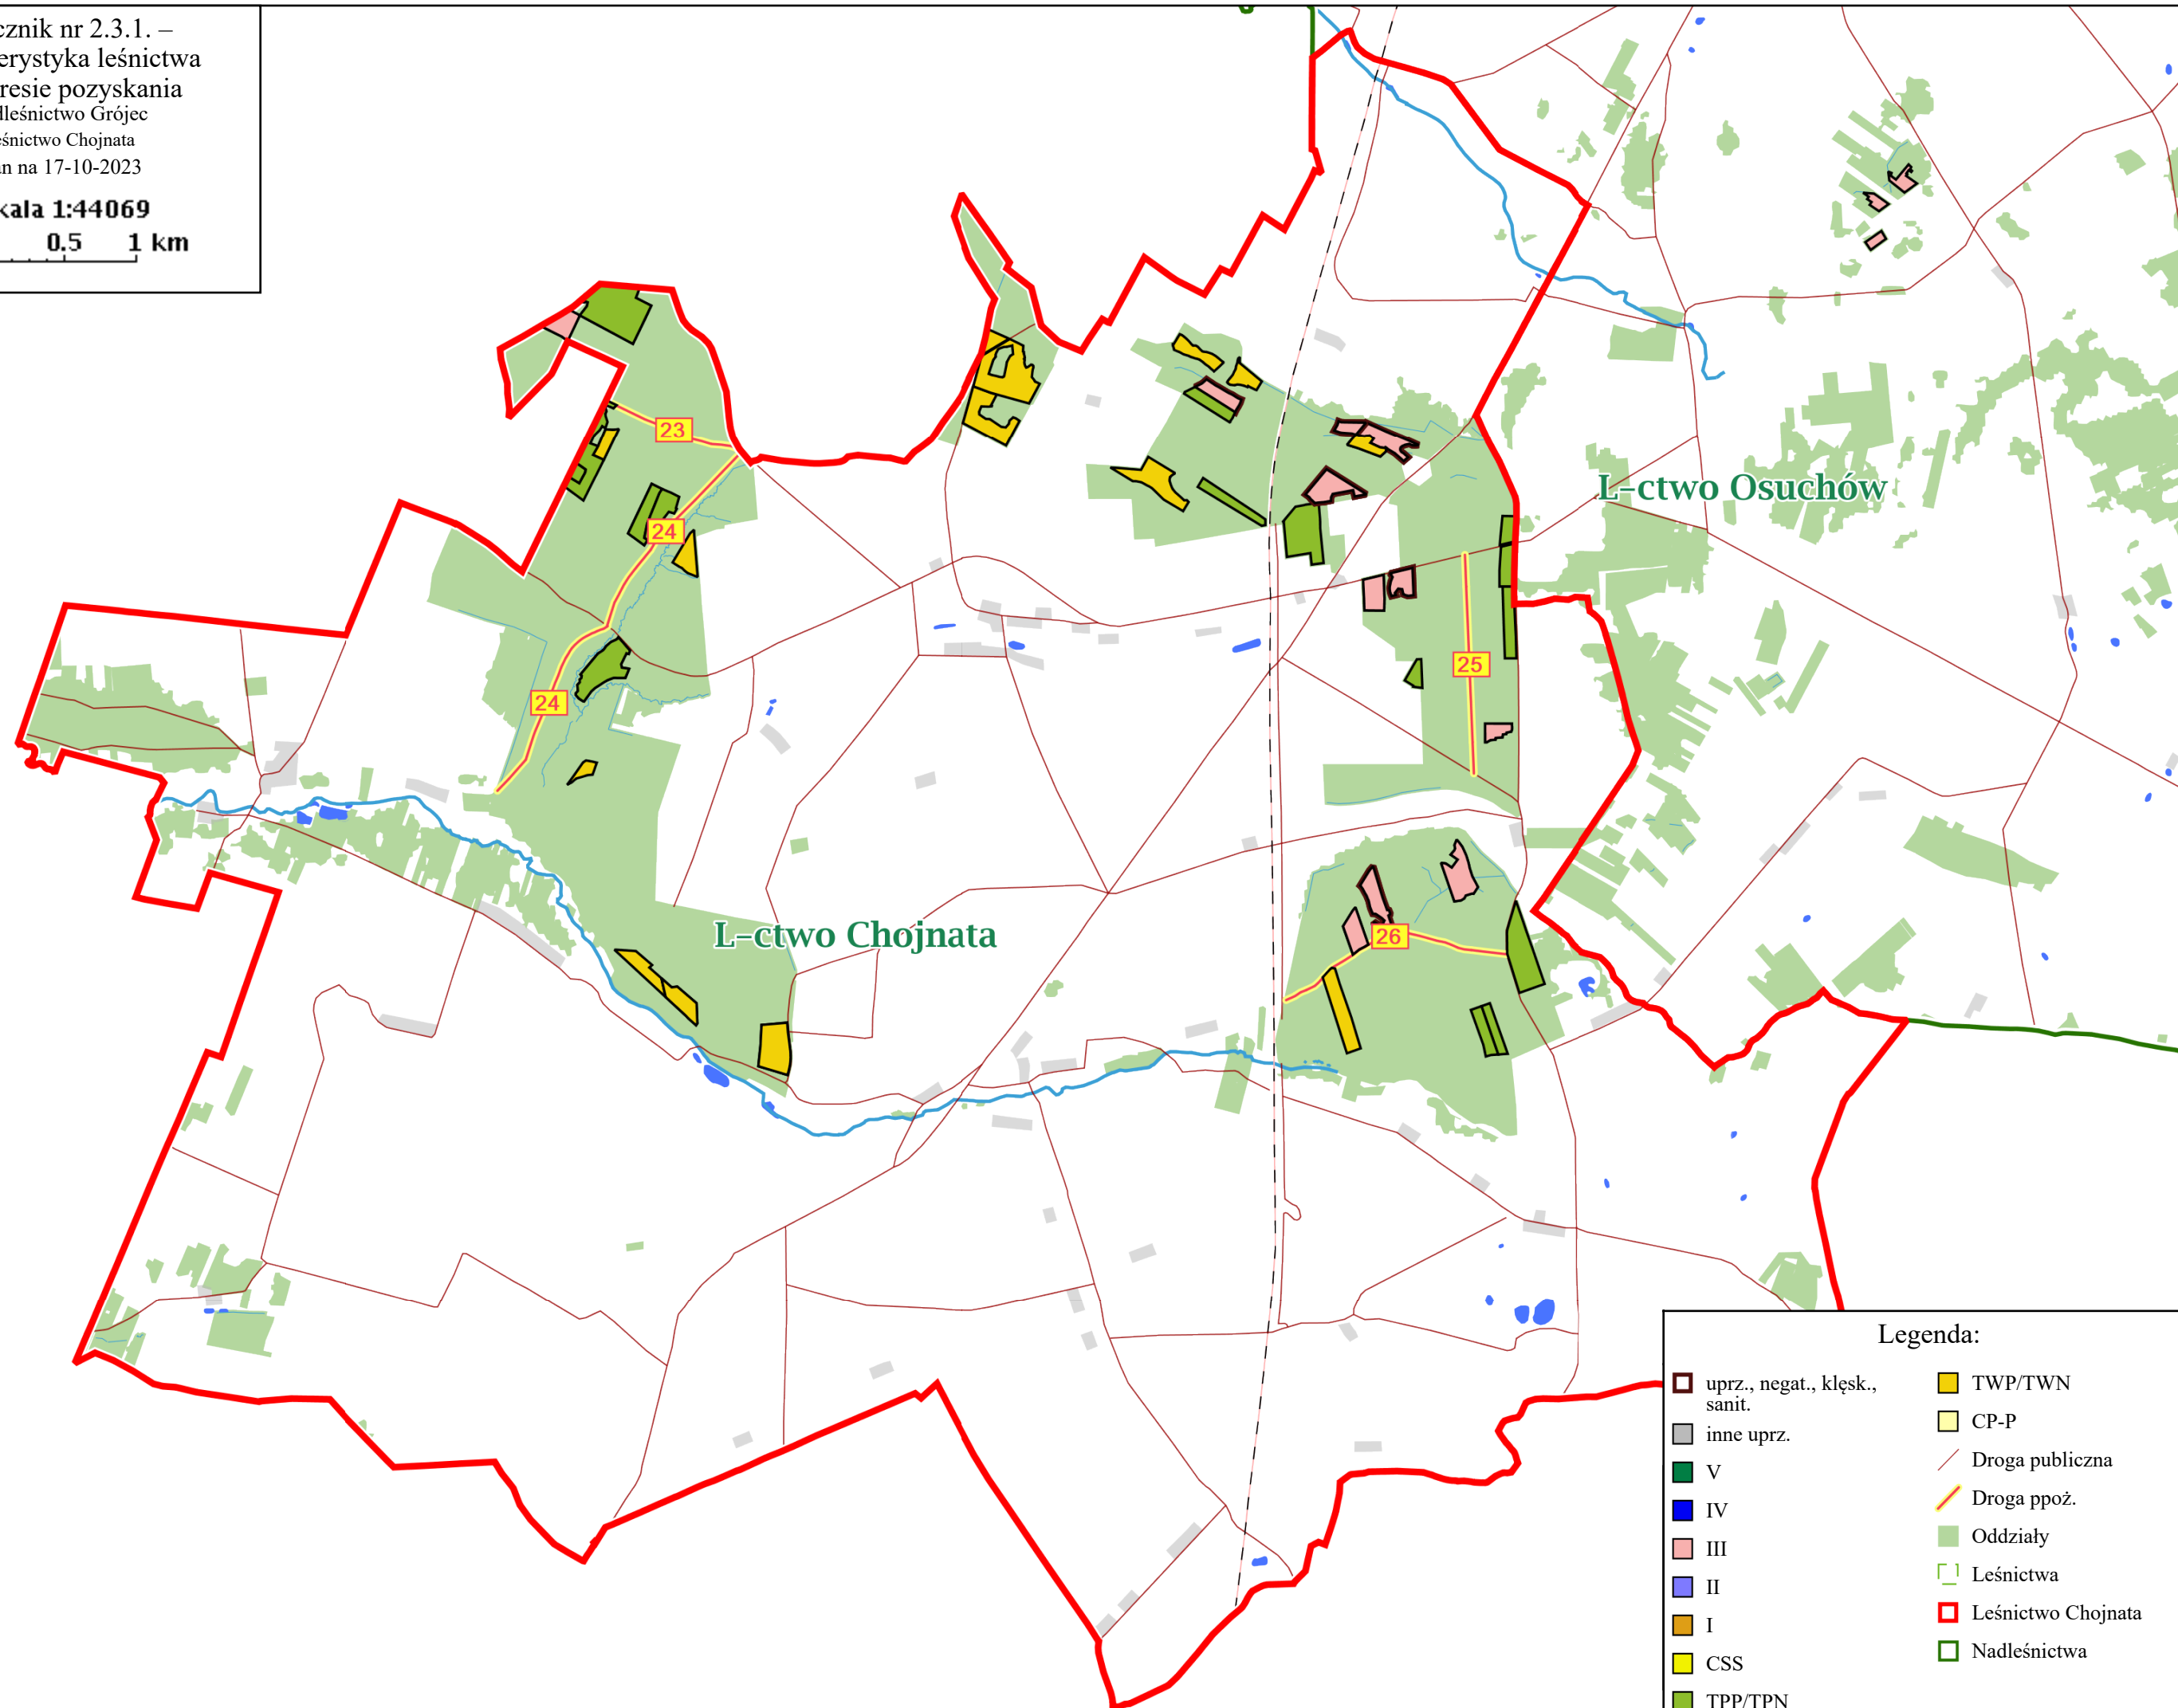 cznik nr 2.3.1. –
erystyka leśnictwa
resie pozyskania
dleśnictwo Grójec
eśnictwo Chojnata
an na 17-10-2023
kala 1:44069
0.5 1 km
23
24
24
25
26
L–ctwo Osuchów
L–ctwo Chojnata
Legenda:
uprz., negat., klęsk.,
sanit.
inne uprz.
V
IV
III
II
I
CSS
TPP/TPN
TWP/TWN
CP-P
Droga publiczna
Droga ppoż.
Oddziały
Leśnictwa
Leśnictwo Chojnata
Nadleśnictwa